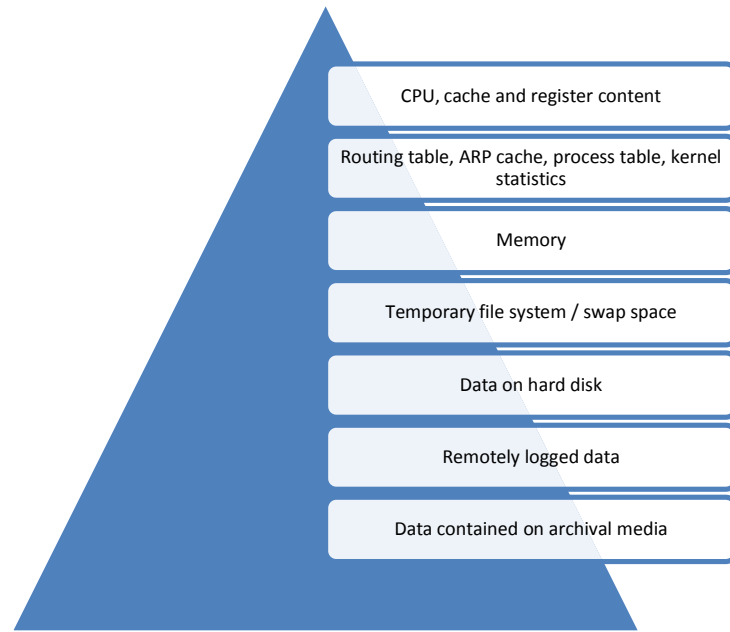 CPU, cache and register content
Routing table, ARP cache, process table, kernel
statistics
Memory
Temporary file system / swap space
Data on hard disk
Remotely logged data
Data contained on archival media